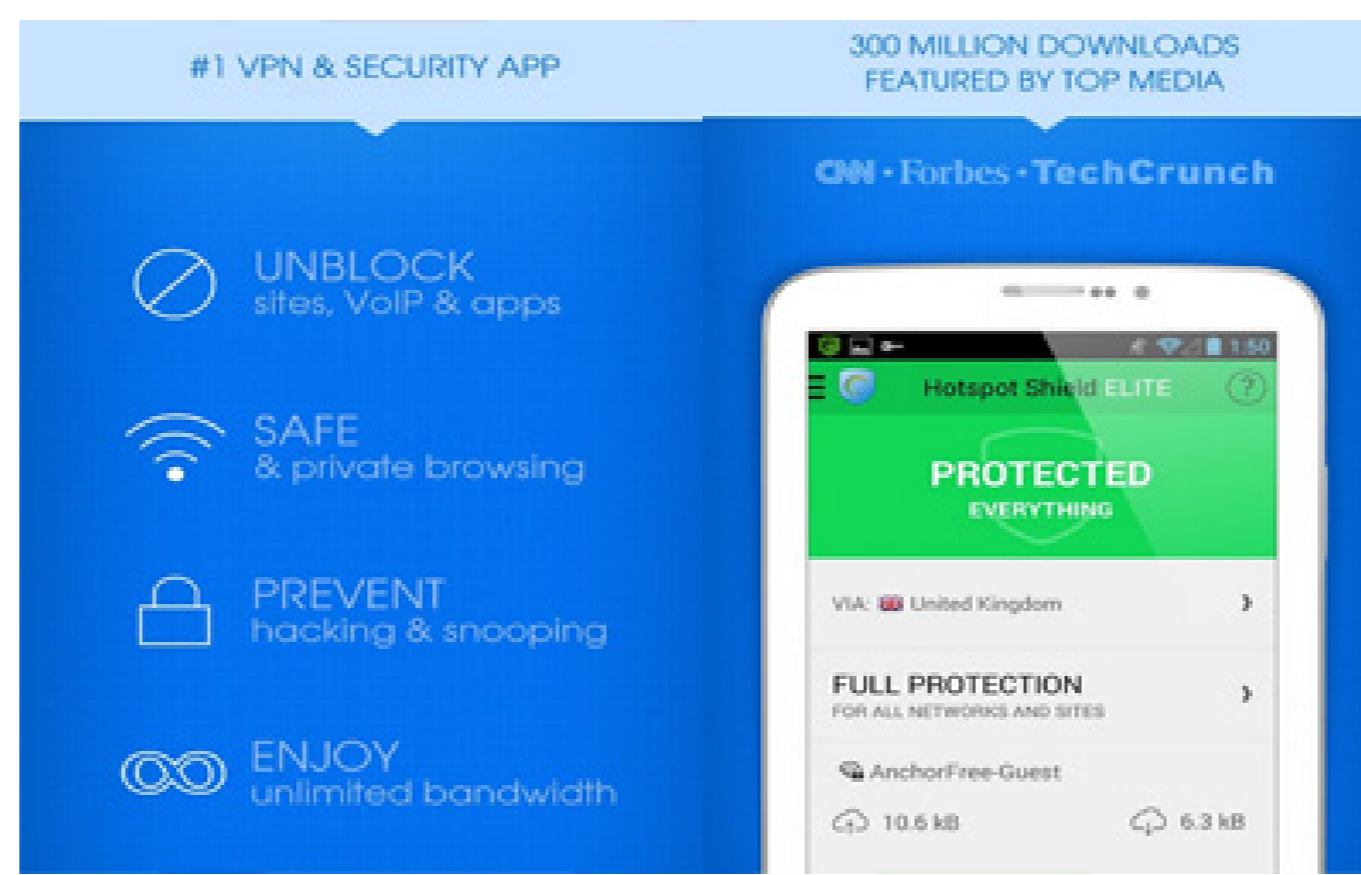 #1 VPN & SECURITY APP
UNBLOCK
sites, VoIP & apps
SAFE
& private browsing
PREVENT
hacking & snooping
ENJOY
unlimited bandwidth
300 MILLION DOWNLOADS
FEATURED BY TOP MEDIA
CNN • Forbes • TechCrunch
1:50
Hotspot Shield ELITE ?
PROTECTED
EVERYTHING
VIA: United Kingdom
FULL PROTECTION
FOR ALL NETWORKS AND SITES
AnchorFree-Guest
10.6 kB 6.3 kB